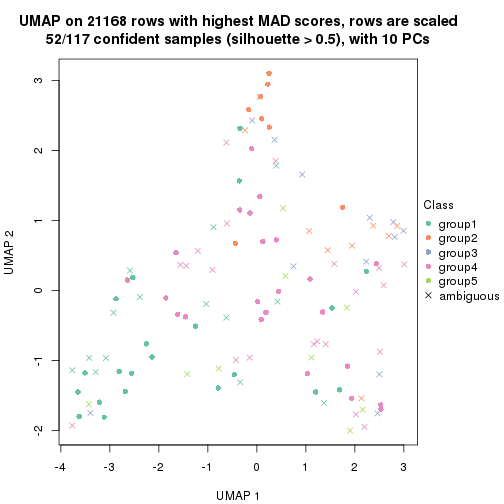 UMAP on 21168 rows with highest MAD scores, rows are scaled
52/117 confident samples (silhouette > 0.5), with 10 PCs
3
2
1
0
-1
-2
UMAP 2
-4
-3
-2
-1
0
1
2
3
UMAP 1
Class
group1
group2
group3
group4
group5
ambiguous